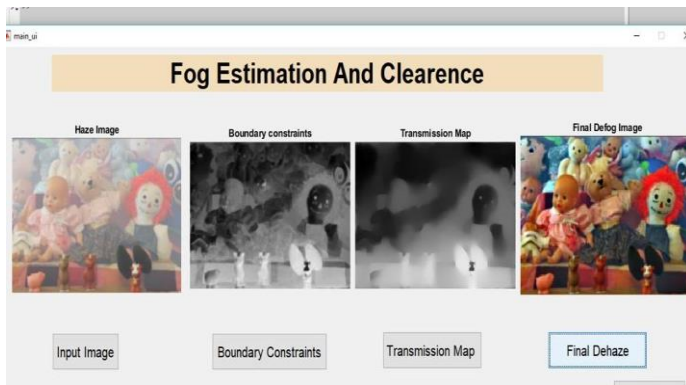 main_ui
Fog Estimation And Clearence
Haze Image
Boundary constraints
Transmission Map
Final Defog Image
Input Image
Boundary Constraints
Transmission Map
Final Dehaze